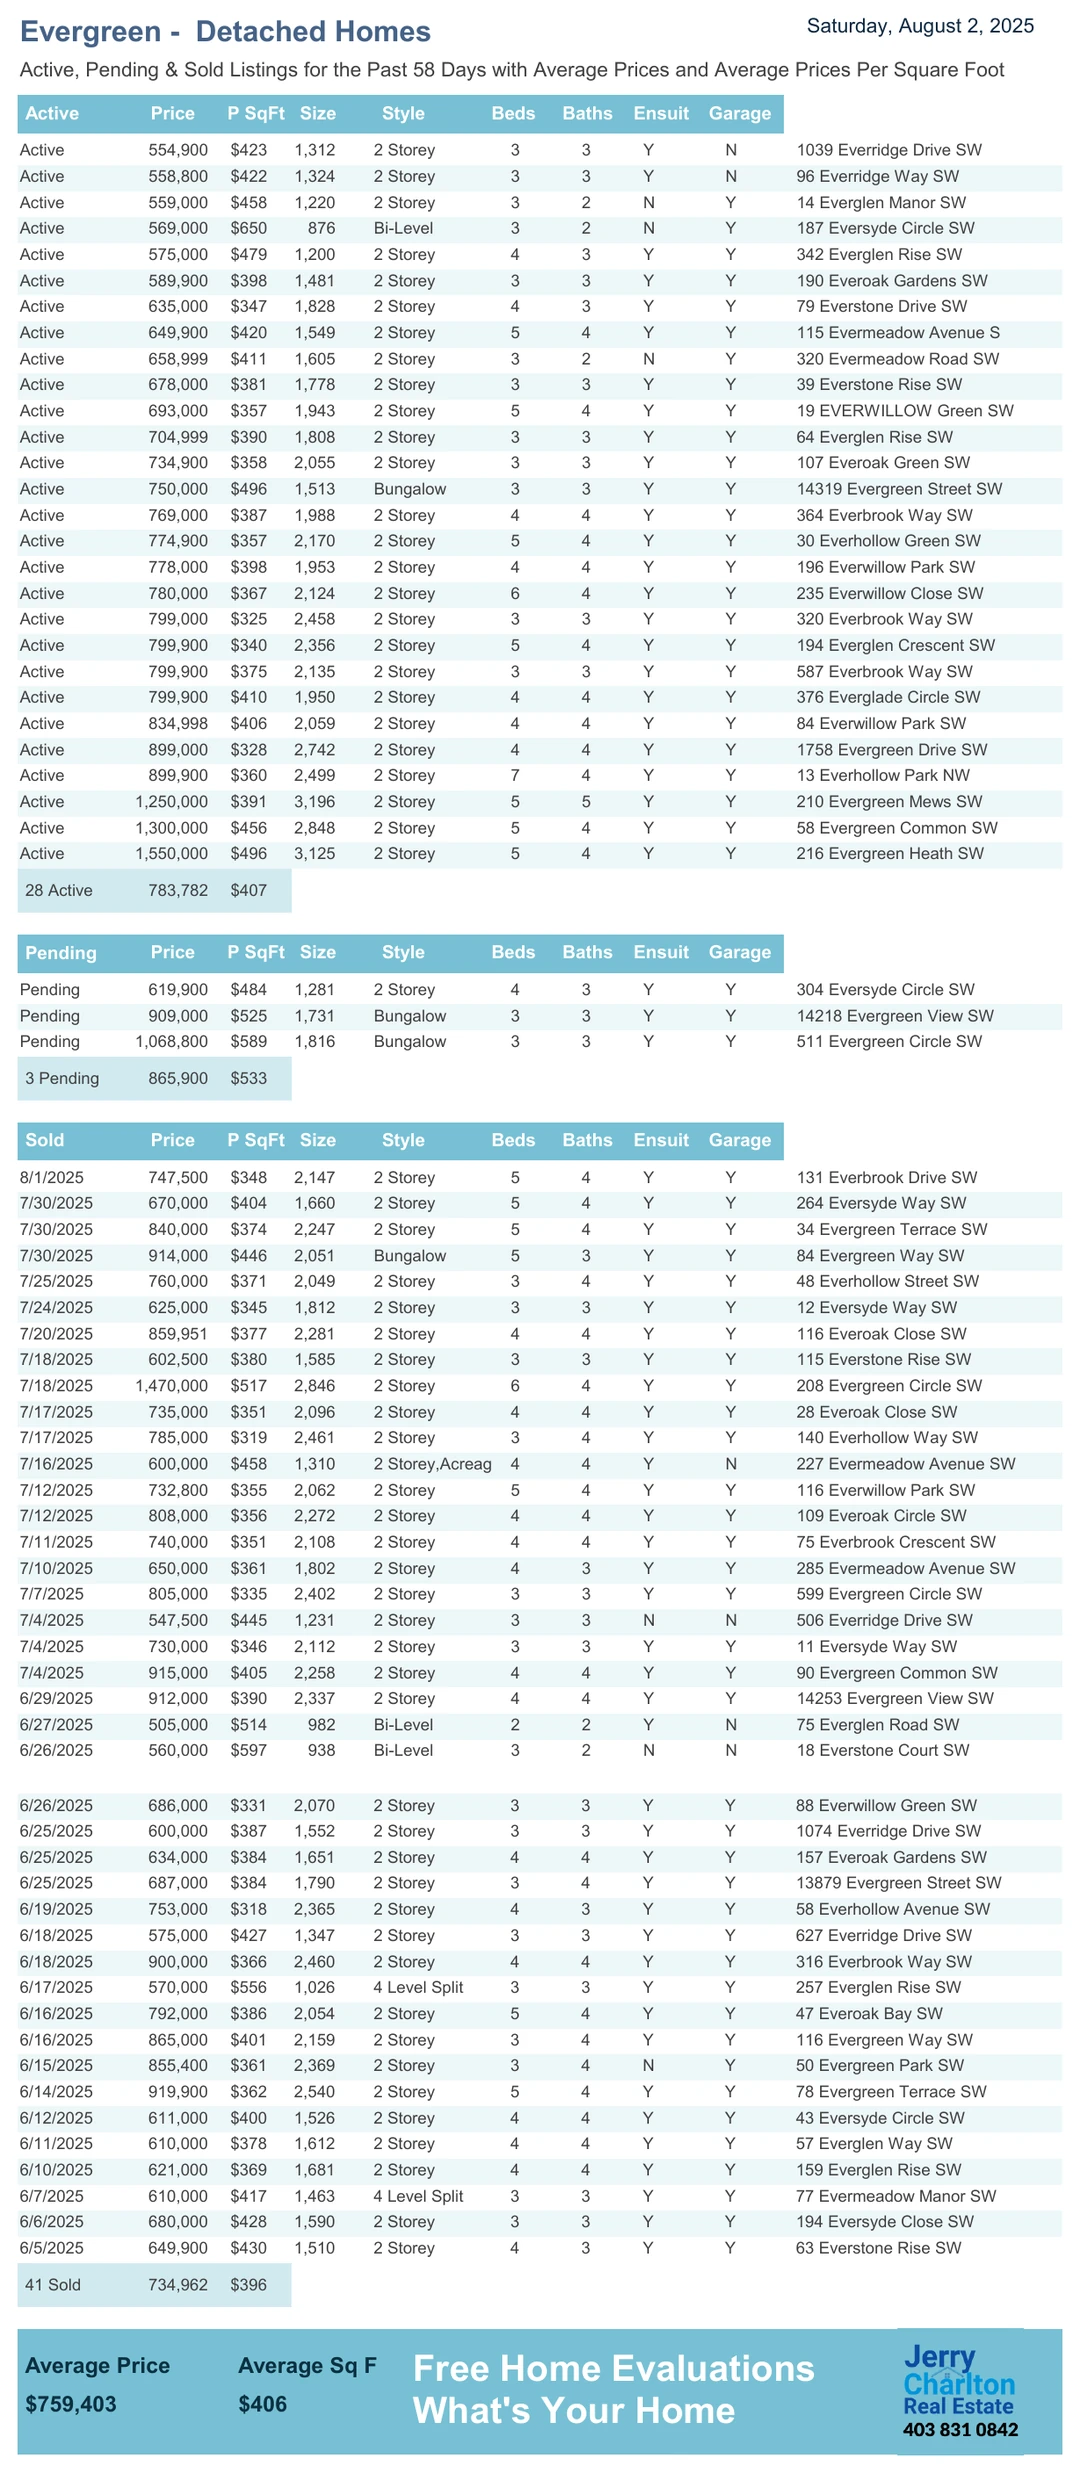 Evergreen - Detached Homes
Saturday, August 2, 2025
Active, Pending & Sold Listings for the Past 58 Days with Average Prices and Average Prices Per Square Foot
Active Price P SqFt Size Style Beds Baths Ensuit Garage
Active 554,900 $423 1,312 2 Storey 3 3 Y N 1039 Everridge Drive SW
Active 558,800 $422 1,324 2 Storey 3 3 Y N 96 Everridge Way SW
Active 559,000 $458 1,220 2 Storey 3 2 N Y 14 Everglen Manor SW
Active 569,000 $650 876 Bi-Level 3 2 N Y 187 Eversyde Circle SW
Active 575,000 $479 1,200 2 Storey 4 3 Y Y 342 Everglen Rise SW
Active 589,900 $398 1,481 2 Storey 3 3 Y Y 190 Everoak Gardens SW
Active 635,000 $347 1,828 2 Storey 4 3 Y Y 79 Everstone Drive SW
Active 649,900 $420 1,549 2 Storey 5 4 Y Y 115 Evermeadow Avenue S
Active 658,999 $411 1,605 2 Storey 3 2 N Y 320 Evermeadow Road SW
Active 678,000 $381 1,778 2 Storey 3 3 Y Y 39 Everstone Rise SW
Active 693,000 $357 1,943 2 Storey 5 4 Y Y 19 EVERWILLOW Green SW
Active 704,999 $390 1,808 2 Storey 3 3 Y Y 64 Everglen Rise SW
Active 734,900 $358 2,055 2 Storey 3 3 Y Y 107 Everoak Green SW
Active 750,000 $496 1,513 Bungalow 3 3 Y Y 14319 Evergreen Street SW
Active 769,000 $387 1,988 2 Storey 4 4 Y Y 364 Everbrook Way SW
Active 774,900 $357 2,170 2 Storey 5 4 Y Y 30 Everhollow Green SW
Active 778,000 $398 1,953 2 Storey 4 4 Y Y 196 Everwillow Park SW
Active 780,000 $367 2,124 2 Storey 6 4 Y Y 235 Everwillow Close SW
Active 799,000 $325 2,458 2 Storey 3 3 Y Y 320 Everbrook Way SW
Active 799,900 $340 2,356 2 Storey 5 4 Y Y 194 Everglen Crescent SW
Active 799,900 $375 2,135 2 Storey 3 3 Y Y 587 Everbrook Way SW
Active 799,900 $410 1,950 2 Storey 4 4 Y Y 376 Everglade Circle SW
Active 834,998 $406 2,059 2 Storey 4 4 Y Y 84 Everwillow Park SW
Active 899,000 $328 2,742 2 Storey 4 4 Y Y 1758 Evergreen Drive SW
Active 899,900 $360 2,499 2 Storey 7 4 Y Y 13 Everhollow Park NW
Active 1,250,000 $391 3,196 2 Storey 5 5 Y Y 210 Evergreen Mews SW
Active 1,300,000 $456 2,848 2 Storey 5 4 Y Y 58 Evergreen Common SW
Active 1,550,000 $496 3,125 2 Storey 5 4 Y Y 216 Evergreen Heath SW
28 Active 783,782 $407
Pending Price P SqFt Size Style Beds Baths Ensuit Garage
Pending 619,900 $484 1,281 2 Storey 4 3 Y Y 304 Eversyde Circle SW
Pending 909,000 $525 1,731 Bungalow 3 3 Y Y 14218 Evergreen View SW
Pending 1,068,800 $589 1,816 Bungalow 3 3 Y Y 511 Evergreen Circle SW
3 Pending 865,900 $533
Sold Price P SqFt Size Style Beds Baths Ensuit Garage
8/1/2025 747,500 $348 2,147 2 Storey 5 4 Y Y 131 Everbrook Drive SW
7/30/2025 670,000 $404 1,660 2 Storey 5 4 Y Y 264 Eversyde Way SW
7/30/2025 840,000 $374 2,247 2 Storey 5 4 Y Y 34 Evergreen Terrace SW
7/30/2025 914,000 $446 2,051 Bungalow 5 3 Y Y 84 Evergreen Way SW
7/25/2025 760,000 $371 2,049 2 Storey 3 4 Y Y 48 Everhollow Street SW
7/24/2025 625,000 $345 1,812 2 Storey 3 3 Y Y 12 Eversyde Way SW
7/20/2025 859,951 $377 2,281 2 Storey 4 4 Y Y 116 Everoak Close SW
7/18/2025 602,500 $380 1,585 2 Storey 3 3 Y Y 115 Everstone Rise SW
7/18/2025 1,470,000 $517 2,846 2 Storey 6 4 Y Y 208 Evergreen Circle SW
7/17/2025 735,000 $351 2,096 2 Storey 4 4 Y Y 28 Everoak Close SW
7/17/2025 785,000 $319 2,461 2 Storey 3 4 Y Y 140 Everhollow Way SW
7/16/2025 600,000 $458 1,310 2 Storey,Acreag 4 4 Y N 227 Evermeadow Avenue SW
7/12/2025 732,800 $355 2,062 2 Storey 5 4 Y Y 116 Everwillow Park SW
7/12/2025 808,000 $356 2,272 2 Storey 4 4 Y Y 109 Everoak Circle SW
7/11/2025 740,000 $351 2,108 2 Storey 4 4 Y Y 75 Everbrook Crescent SW
7/10/2025 650,000 $361 1,802 2 Storey 4 3 Y Y 285 Evermeadow Avenue SW
7/7/2025 805,000 $335 2,402 2 Storey 3 3 Y Y 599 Evergreen Circle SW
7/4/2025 547,500 $445 1,231 2 Storey 3 3 N N 506 Everridge Drive SW
7/4/2025 730,000 $346 2,112 2 Storey 3 3 Y Y 11 Eversyde Way SW
7/4/2025 915,000 $405 2,258 2 Storey 4 4 Y Y 90 Evergreen Common SW
6/29/2025 912,000 $390 2,337 2 Storey 4 4 Y Y 14253 Evergreen View SW
6/27/2025 505,000 $514 982 Bi-Level 2 2 Y N 75 Everglen Road SW
6/26/2025 560,000 $597 938 Bi-Level 3 2 N N 18 Everstone Court SW
6/26/2025 686,000 $331 2,070 2 Storey 3 3 Y Y 88 Everwillow Green SW
6/25/2025 600,000 $387 1,552 2 Storey 3 3 Y Y 1074 Everridge Drive SW
6/25/2025 634,000 $384 1,651 2 Storey 4 4 Y Y 157 Everoak Gardens SW
6/25/2025 687,000 $384 1,790 2 Storey 3 4 Y Y 13879 Evergreen Street SW
6/19/2025 753,000 $318 2,365 2 Storey 4 3 Y Y 58 Everhollow Avenue SW
6/18/2025 575,000 $427 1,347 2 Storey 3 3 Y Y 627 Everridge Drive SW
6/18/2025 900,000 $366 2,460 2 Storey 4 4 Y Y 316 Everbrook Way SW
6/17/2025 570,000 $556 1,026 4 Level Split 3 3 Y Y 257 Everglen Rise SW
6/16/2025 792,000 $386 2,054 2 Storey 5 4 Y Y 47 Everoak Bay SW
6/16/2025 865,000 $401 2,159 2 Storey 3 4 Y Y 116 Evergreen Way SW
6/15/2025 855,400 $361 2,369 2 Storey 3 4 N Y 50 Evergreen Park SW
6/14/2025 919,900 $362 2,540 2 Storey 5 4 Y Y 78 Evergreen Terrace SW
6/12/2025 611,000 $400 1,526 2 Storey 4 4 Y Y 43 Eversyde Circle SW
6/11/2025 610,000 $378 1,612 2 Storey 4 4 Y Y 57 Everglen Way SW
6/10/2025 621,000 $369 1,681 2 Storey 4 4 Y Y 159 Everglen Rise SW
6/7/2025 610,000 $417 1,463 4 Level Split 3 3 Y Y 77 Evermeadow Manor SW
6/6/2025 680,000 $428 1,590 2 Storey 3 3 Y Y 194 Eversyde Close SW
6/5/2025 649,900 $430 1,510 2 Storey 4 3 Y Y 63 Everstone Rise SW
41 Sold 734,962 $396
Average Price Average Sq F
$759,403 $406
Free Home Evaluations
What's Your Home
Jerry
Charlton
Real Estate
403 831 0842